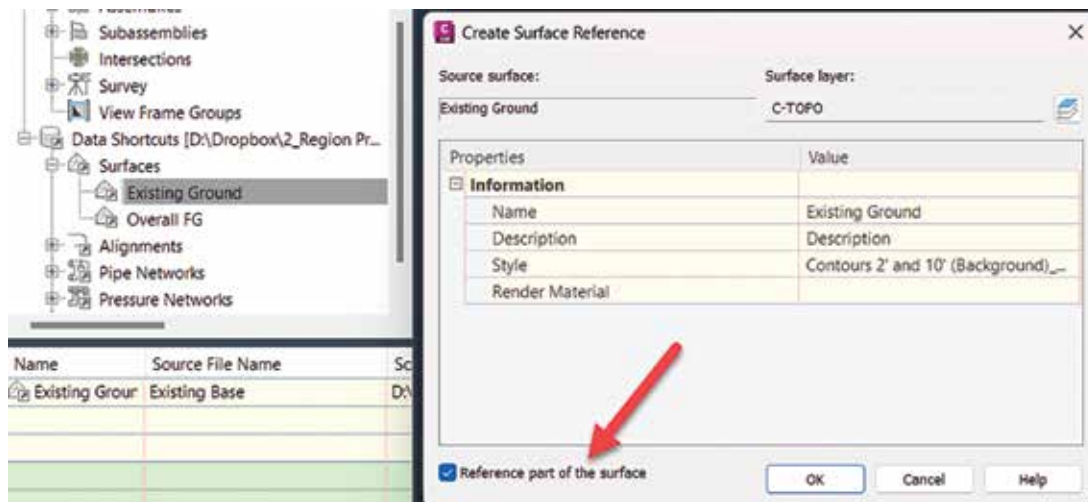 Subassemblies
Intersections
Survey
View Frame Groups
Data Shortcuts [D:\Dropbox\2_Region Pr...
Surfaces
Existing Ground
Overall FG
Alignments
Pipe Networks
Pressure Networks
Name Source File Name Sc
Existing Groun Existing Base D:\
Create Surface Reference
Source surface: Surface layer:
Existing Ground C-TOPO
Properties Value
Information
Name Existing Ground
Description Description
Style Contours 2' and 10' (Background)_...
Render Material
Reference part of the surface
OK Cancel Help